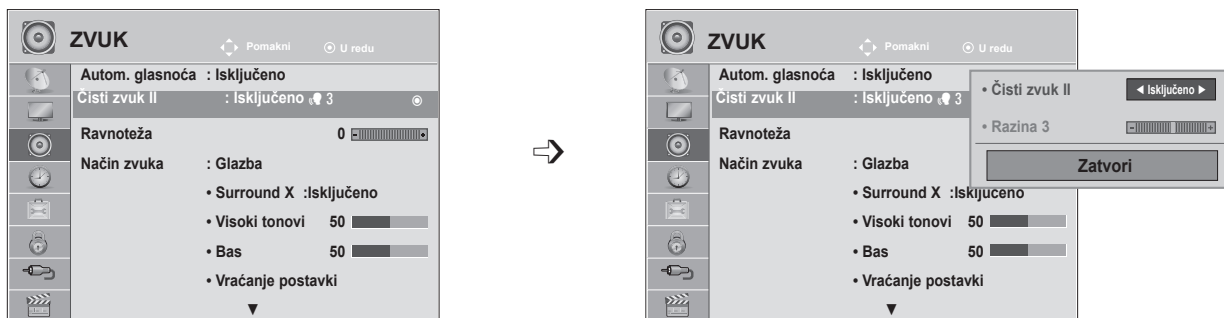 ZVUK
Pomakni U redu
Autom. glasnoća : Isključeno
Čisti zvuk II : Isključeno 3
Ravnoteža 0 - +
Način zvuka : Glazba
• Surround X :Isključeno
• Visoki tonovi 50
• Bas 50
• Vraćanje postavki
▼
ZVUK
Pomakni U redu
Autom. glasnoća : Isključeno
Čisti zvuk II : Isključeno 3
Ravnoteža
Način zvuka : Glazba
• Surround X :Isključeno
• Visoki tonovi 50
• Bas 50
• Vraćanje postavki
▼
• Čisti zvuk II ◀ Isključeno ▶
• Razina 3 - +
Zatvori